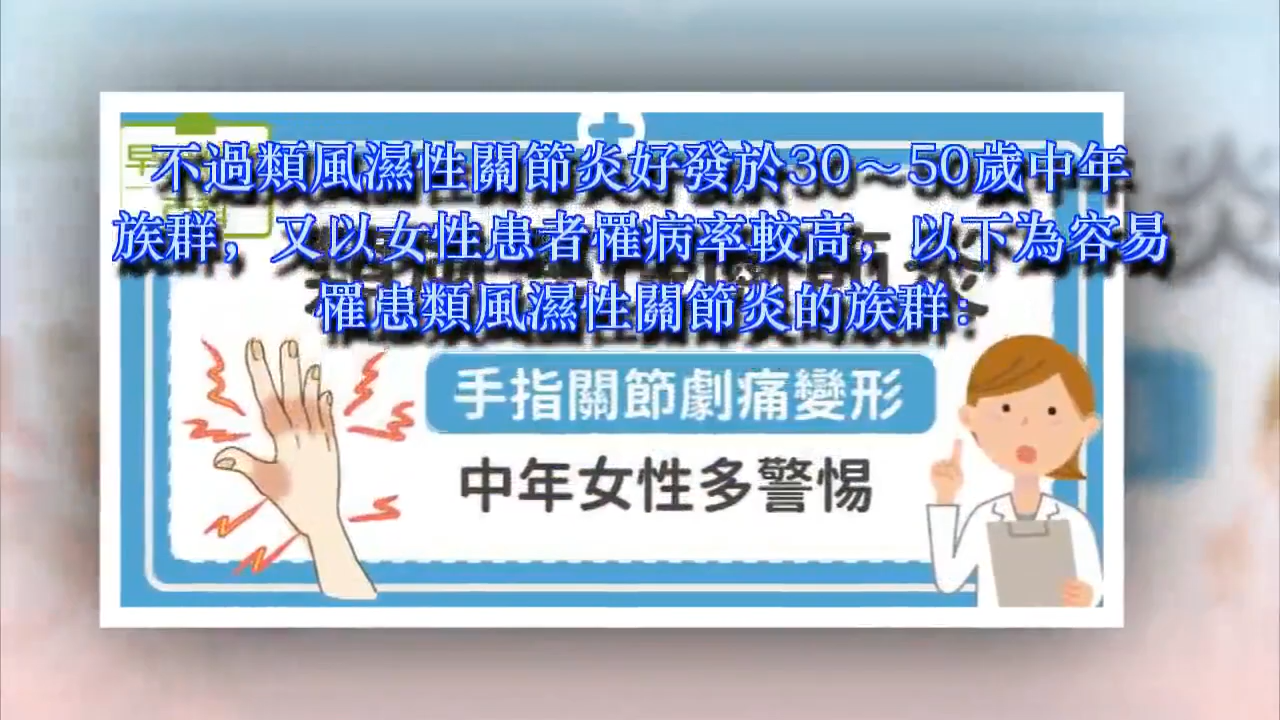 不過類風濕性關節炎好發於30～50歲中年
族群，又以女性患者罹病率較高，以下為容易
罹患類風濕性關節炎的族群：
手指關節劇痛變形
中年女性多警惕